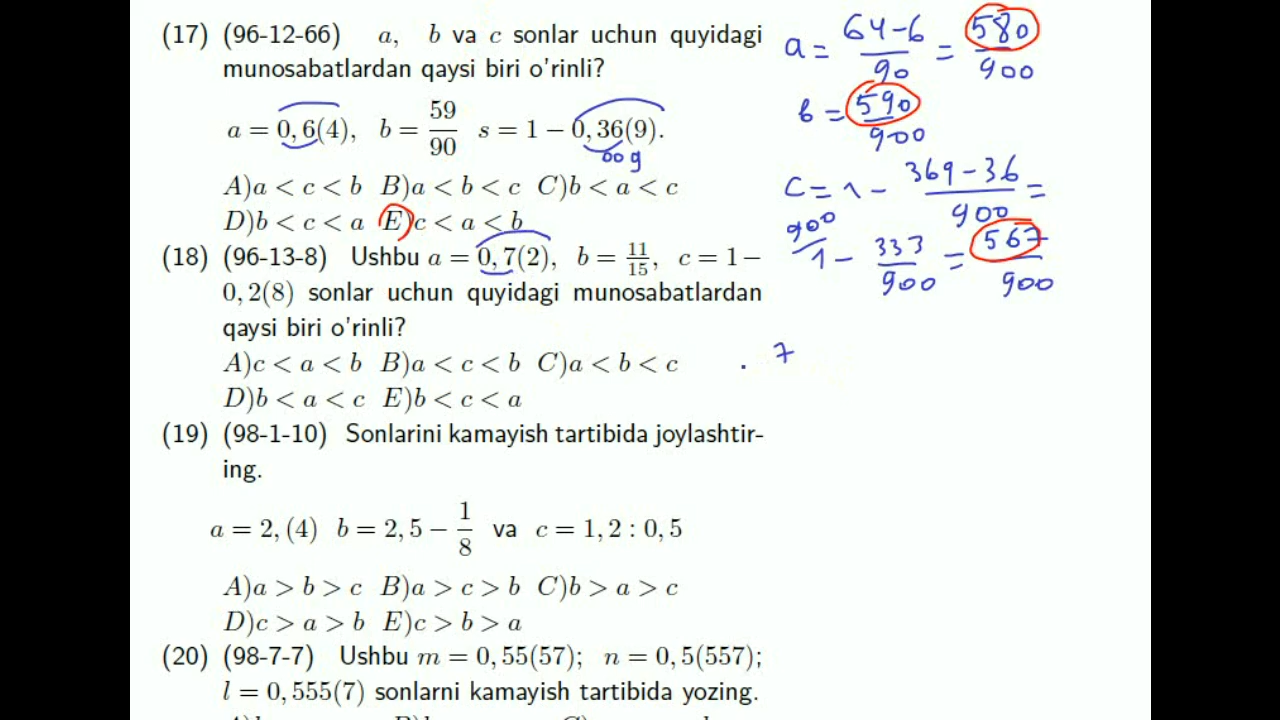 (17) (96-12-66) a, b va c sonlar uchun quyidagi
munosabatlardan qaysi biri o'rinli?
a = 0, 6(4), b = 59/90 s = 1 − 0, 36(9).
00 9
A)a < c < b B)a < b < c C)b < a < c
D)b < c < a E)c < a < b
(18) (96-13-8) Ushbu a = 0, 7(2), b = 11/15, c = 1−
0, 2(8) sonlar uchun quyidagi munosabatlardan
qaysi biri o'rinli?
A)c < a < b B)a < c < b C)a < b < c
D)b < a < c E)b < c < a
(19) (98-1-10) Sonlarini kamayish tartibida joylashtir-
ing.
a = 2, (4) b = 2, 5 − 1/8 va c = 1, 2 : 0, 5
A)a > b > c B)a > c > b C)b > a > c
D)c > a > b E)c > b > a
(20) (98-7-7) Ushbu m = 0, 55(57); n = 0, 5(557);
l = 0, 555(7) sonlarni kamayish tartibida yozing.
a = 64-6/90 = 580/900
b = 590/900
c = 1 - 369-36/900 =
900/1 - 333/900 = 567/900
. 7